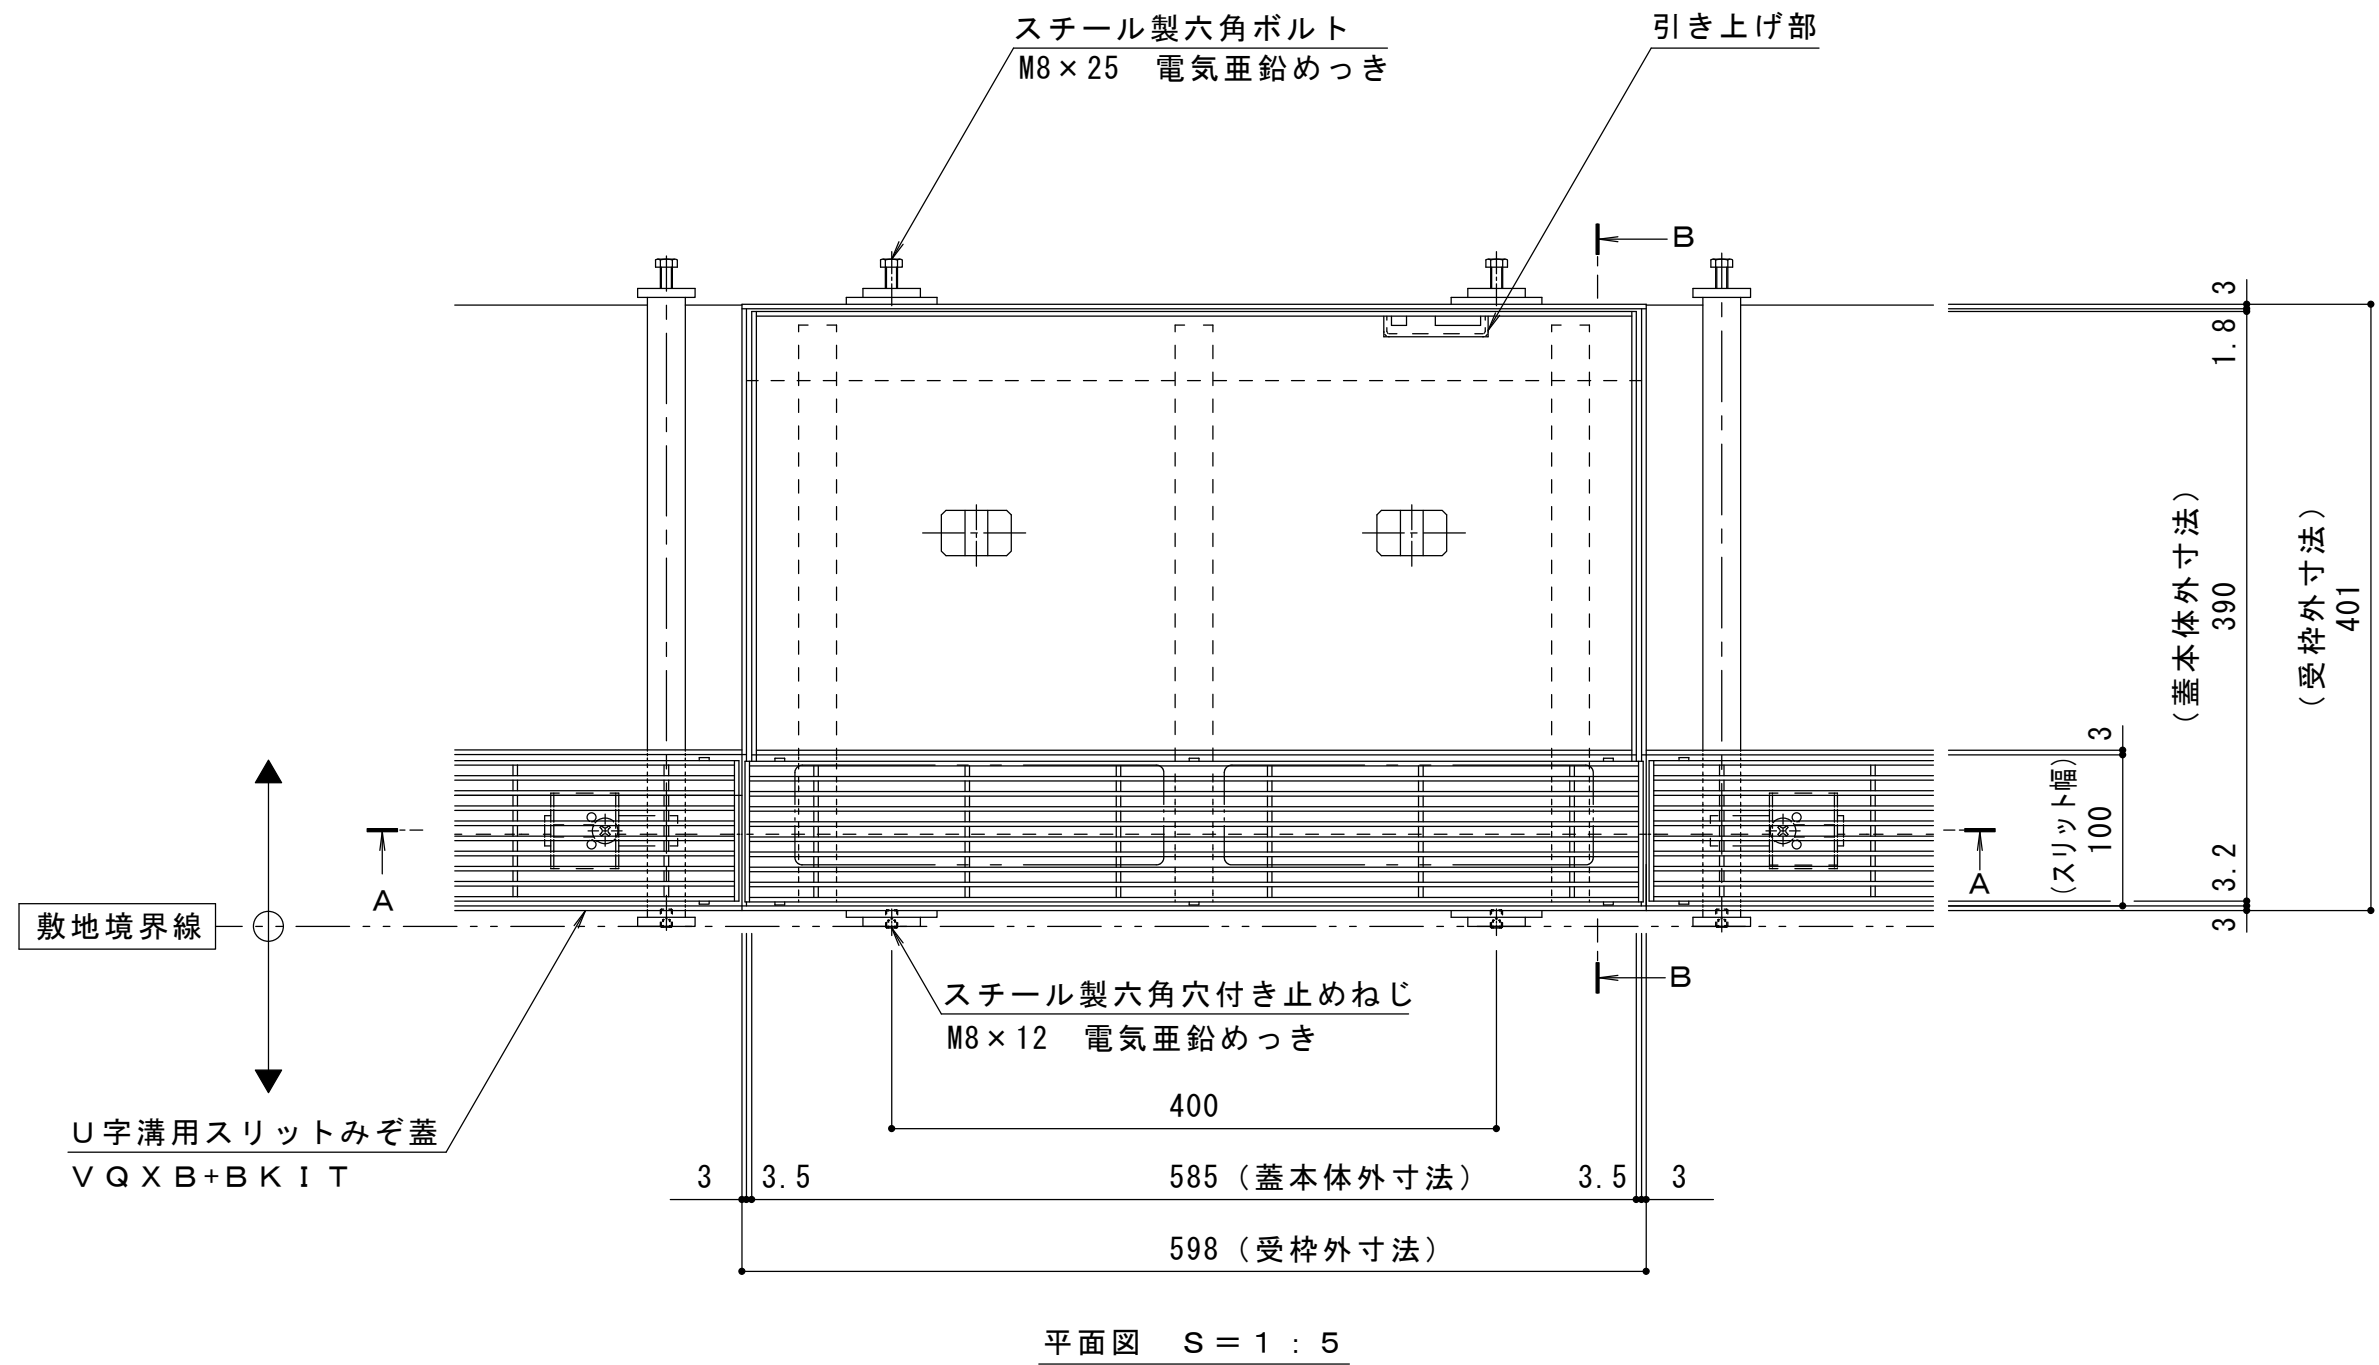 スチール製六角ボルト
M8×25　電気亜鉛めっき
引き上げ部
B
3
1.8
(蓋本体外寸法)
390
(受枠外寸法)
401
3
(スリット幅)
100
3.2
3
A
A
敷地境界線
B
スチール製六角穴付き止めねじ
M8×12　電気亜鉛めっき
400
U字溝用スリットみぞ蓋
VQXB+BKIT
3
3.5
585(蓋本体外寸法)
3.5
3
598(受枠外寸法)
平面図　S=1:5